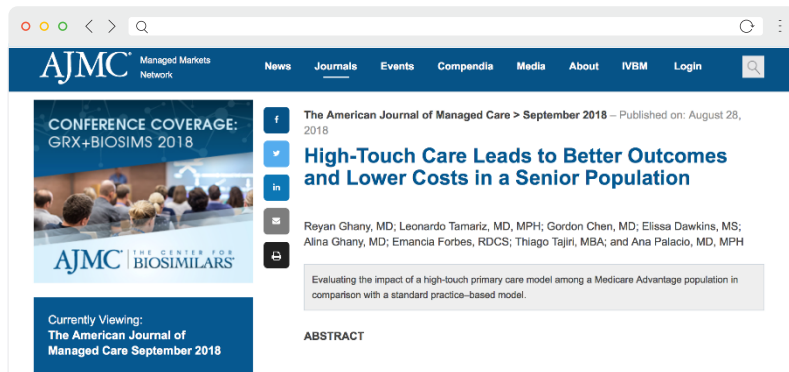 AJMC®
Managed Markets
Network
News Journals Events Compendia Media About IVBM Login
CONFERENCE COVERAGE:
GRX+BIOSIMS 2018
AJMC® THE CENTER FOR
BIOSIMILARS®
Currently Viewing:
The American Journal of
Managed Care September 2018
f
in
The American Journal of Managed Care > September 2018 – Published on: August 28,
2018
High-Touch Care Leads to Better Outcomes
and Lower Costs in a Senior Population
Reyan Ghany, MD; Leonardo Tamariz, MD, MPH; Gordon Chen, MD; Elissa Dawkins, MS;
Alina Ghany, MD; Emancia Forbes, RDCS; Thiago Tajiri, MBA; and Ana Palacio, MD, MPH
Evaluating the impact of a high-touch primary care model among a Medicare Advantage population in
comparison with a standard practice–based model.
ABSTRACT